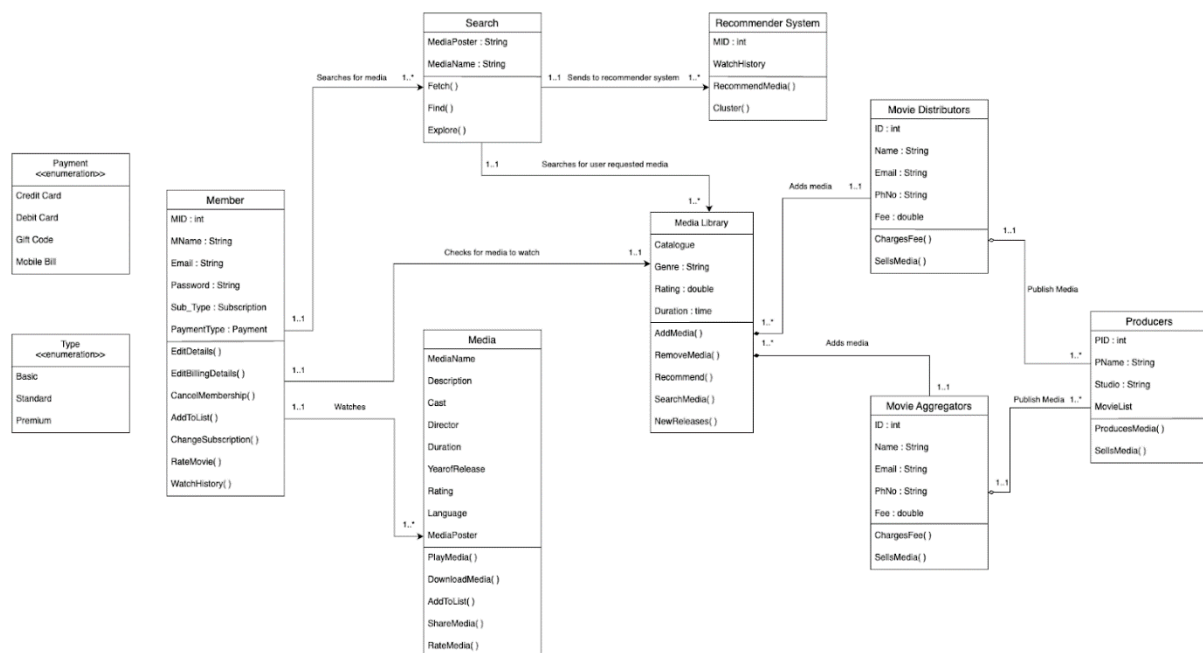 Search
MediaPoster : String
MediaName : String
Fetch( )
Find( )
Explore( )
Recommender System
MID : int
WatchHistory
RecommendMedia( )
Cluster( )
Searches for media
1..*
1..1
Sends to recommender system
1..*
1..1
Searches for user requested media
1..*
Payment
<<enumeration>>
Credit Card
Debit Card
Gift Code
Mobile Bill
Type
<<enumeration>>
Basic
Standard
Premium
Member
MID : int
MName : String
Email : String
Password : String
Sub_Type : Subscription
PaymentType : Payment
EditDetails( )
EditBillingDetails( )
CancelMembership( )
AddToList( )
ChangeSubscription( )
RateMovie( )
WatchHistory( )
1..1
Checks for media to watch
1..1
1..1
1..1
Watches
1..*
Media
MediaName
Description
Cast
Director
Duration
YearofRelease
Rating
Language
MediaPoster
PlayMedia( )
DownloadMedia( )
AddToList( )
ShareMedia( )
RateMedia( )
Media Library
Catalogue
Genre : String
Rating : double
Duration : time
AddMedia( )
RemoveMedia( )
Recommend( )
SearchMedia( )
NewReleases( )
Adds media
1..1
1..*
1..*
Adds media
1..1
Movie Distributors
ID : int
Name : String
Email : String
PhNo : String
Fee : double
ChargesFee( )
SellsMedia( )
1..1
Publish Media
1..*
Movie Aggregators
ID : int
Name : String
Email : String
PhNo : String
Fee : double
ChargesFee( )
SellsMedia( )
Publish Media
1..*
1..1
Producers
PID : int
PName : String
Studio : String
MovieList
ProducesMedia( )
SellsMedia( )